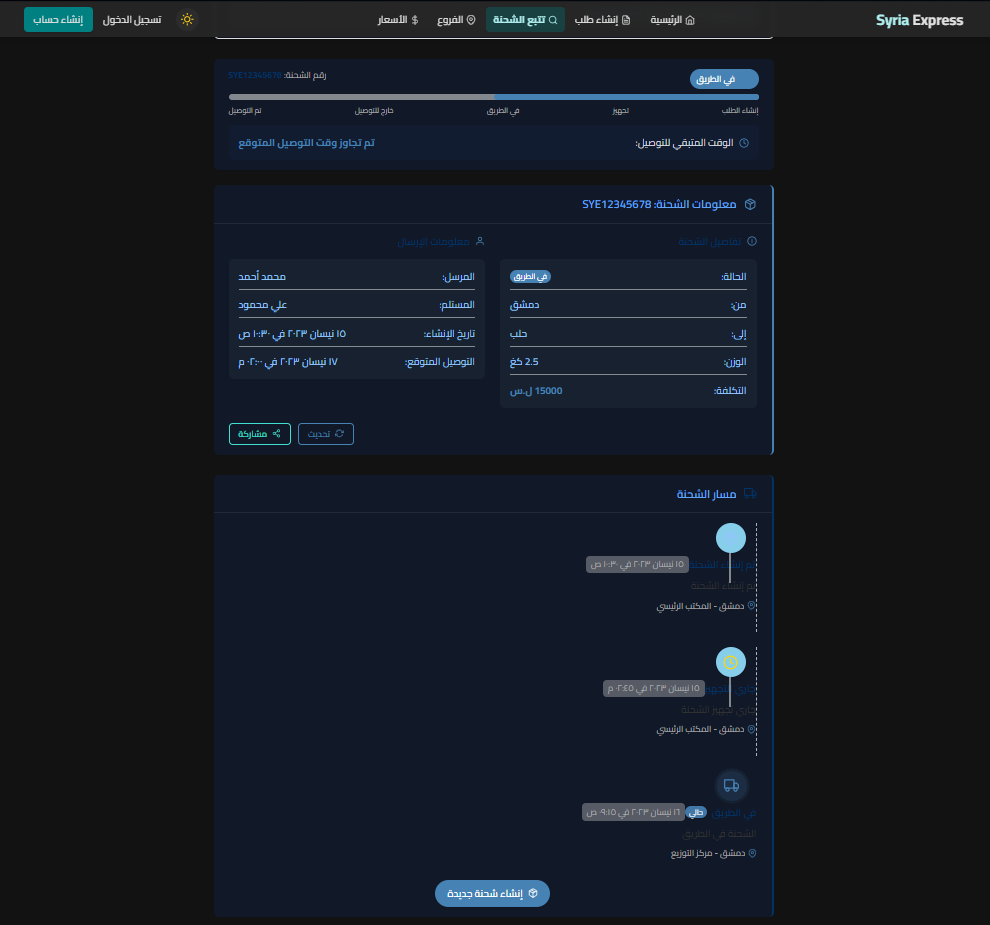 Syria Express
الرئيسية
إنشاء طلب
تتبع الشحنة
الفروع
الأسعار
تسجيل الدخول
إنشاء حساب
في الطريق
رقم الشحنة: SYE12345678
إنشاء الطلب
تجهيز
في الطريق
خارج للتوصيل
تم التوصيل
الوقت المتبقي للتوصيل:
تم تجاوز وقت التوصيل المتوقع
معلومات الشحنة: SYE12345678
تفاصيل الشحنة
الحالة: في الطريق
من: دمشق
إلى: حلب
الوزن: 2.5 كغ
التكلفة: 15000 ل.س
معلومات الإرسال
المرسل: محمد أحمد
المستلم: علي محمود
تاريخ الإنشاء: ١٥ نيسان ٢٠٢٣ في ١٠:٣٠ ص
التوصيل المتوقع: ١٧ نيسان ٢٠٢٣ في ٠٢:٠٠ م
تحديث
مشاركة
مسار الشحنة
تم إنشاء الشحنة ١٥ نيسان ٢٠٢٣ في ١٠:٣٠ ص
تم إنشاء الشحنة
دمشق - المكتب الرئيسي
جاري التجهيز ١٥ نيسان ٢٠٢٣ في ٠٢:٤٥ م
جاري تجهيز الشحنة
دمشق - المكتب الرئيسي
في الطريق حالي ١٦ نيسان ٢٠٢٣ في ٠٩:١٥ ص
الشحنة في الطريق
دمشق - مركز التوزيع
إنشاء شحنة جديدة